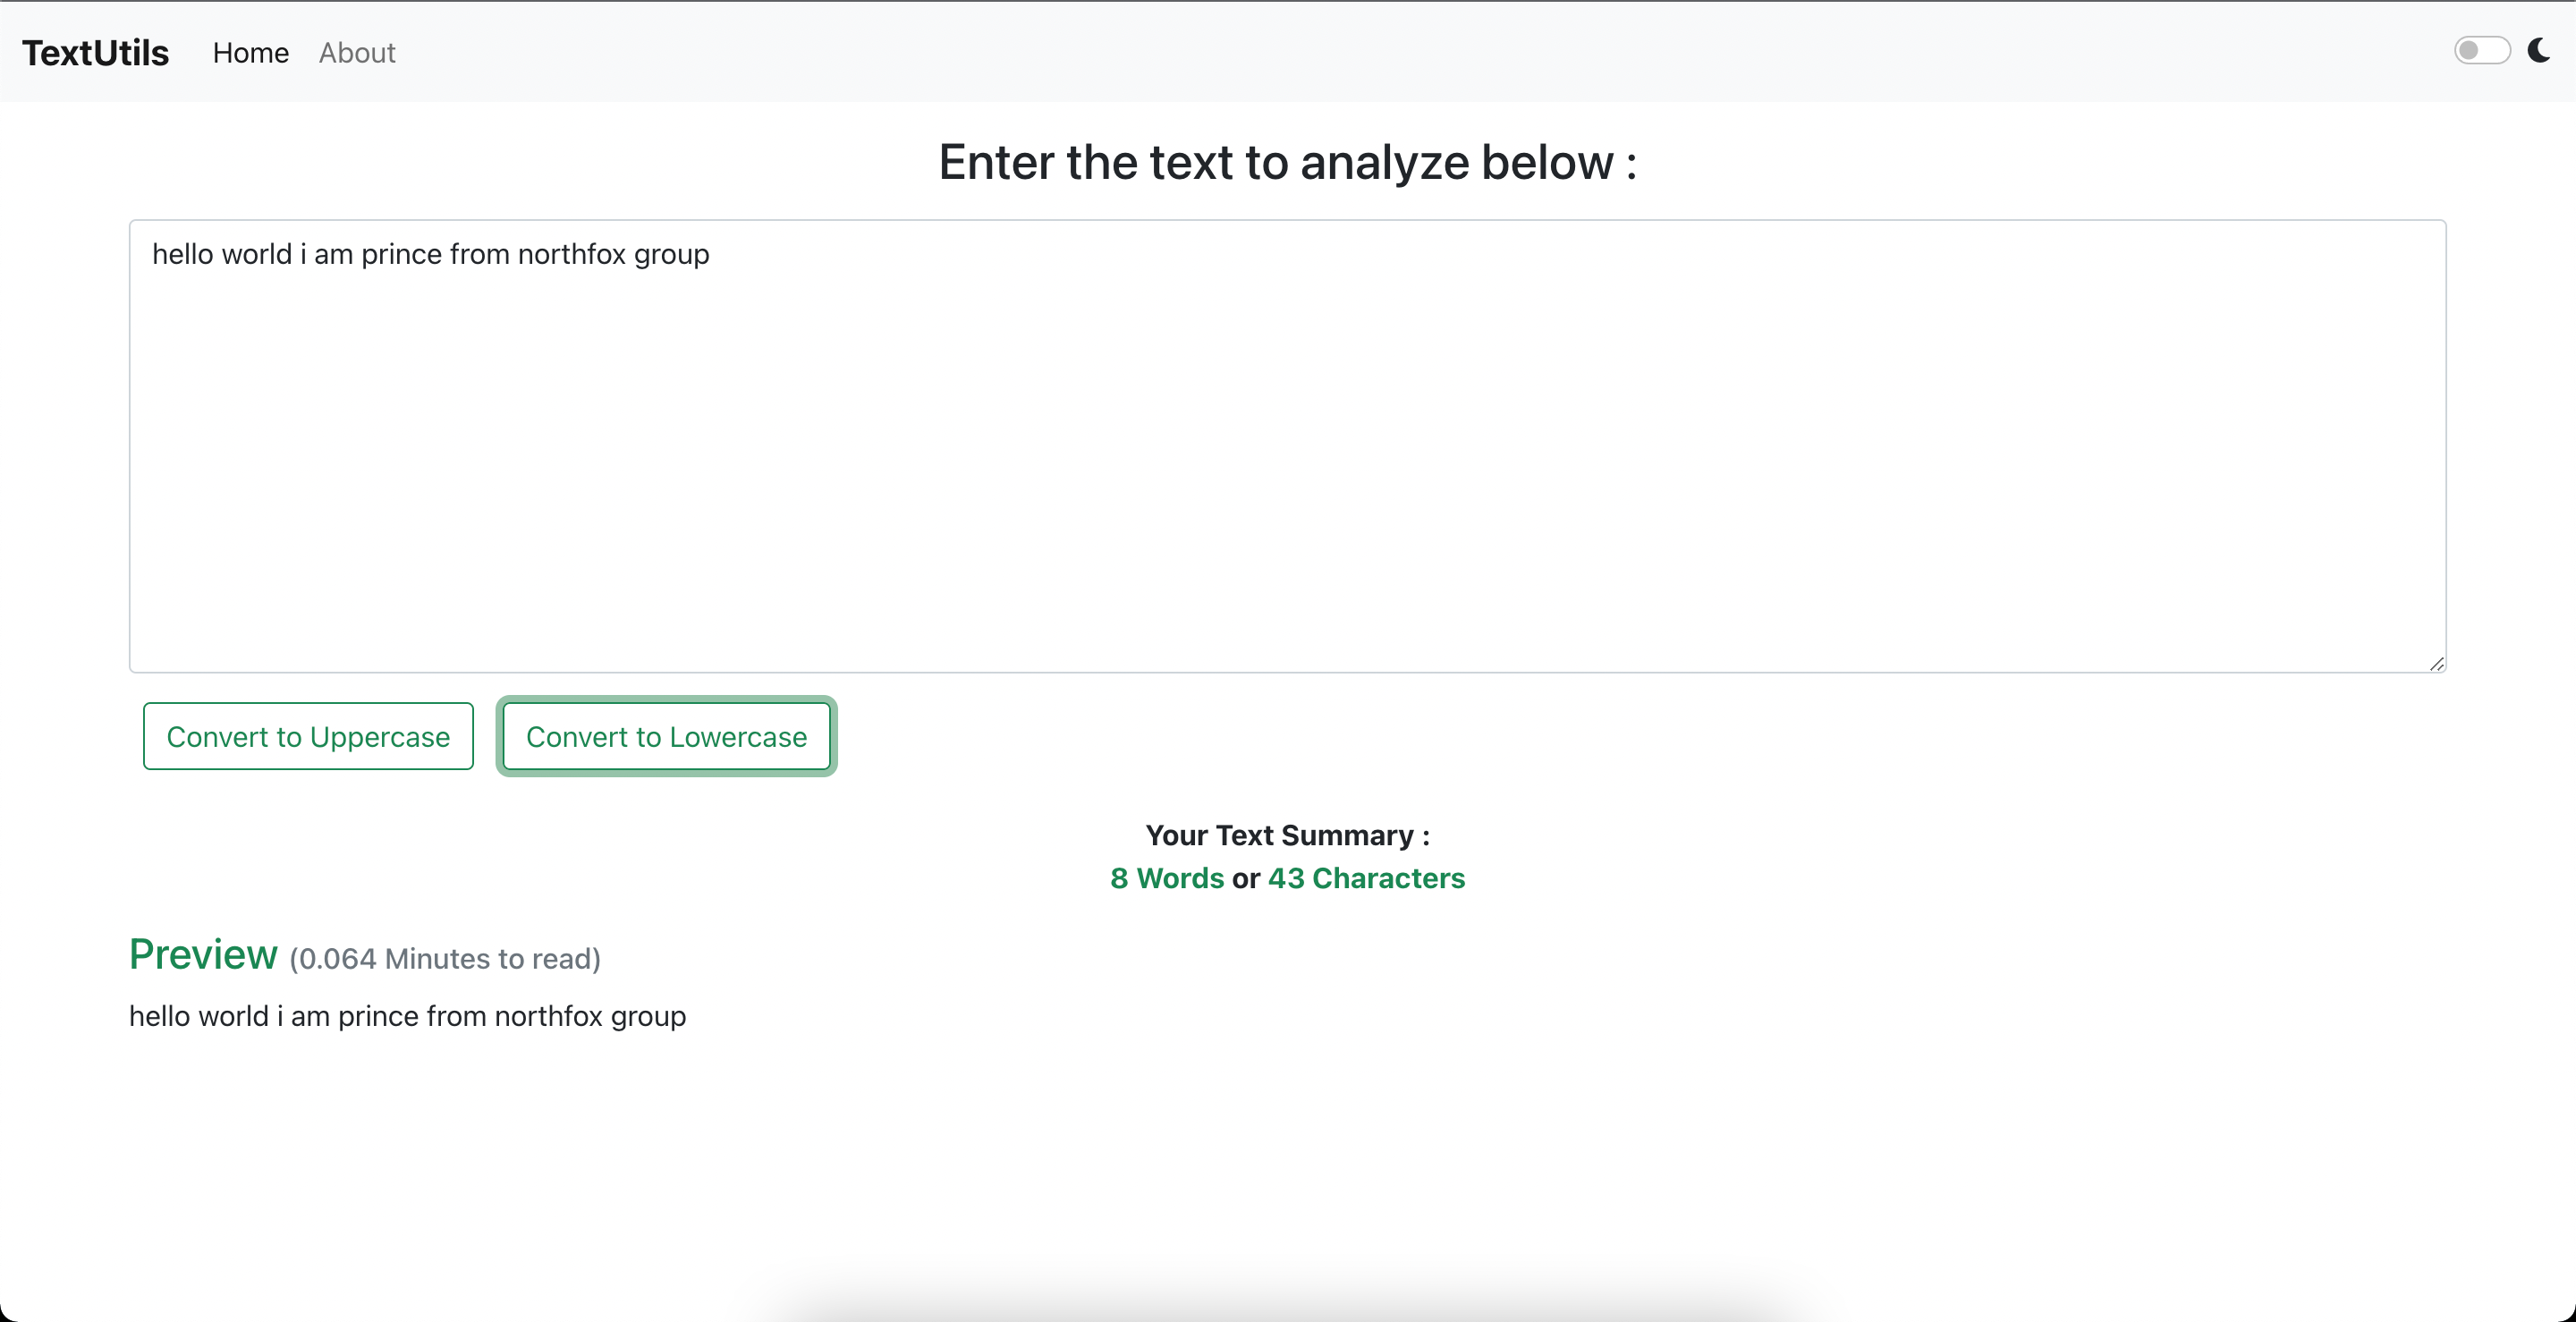 TextUtils Home About
Enter the text to analyze below :
hello world i am prince from northfox group
Convert to Uppercase Convert to Lowercase
Your Text Summary :
8 Words or 43 Characters
Preview (0.064 Minutes to read)
hello world i am prince from northfox group